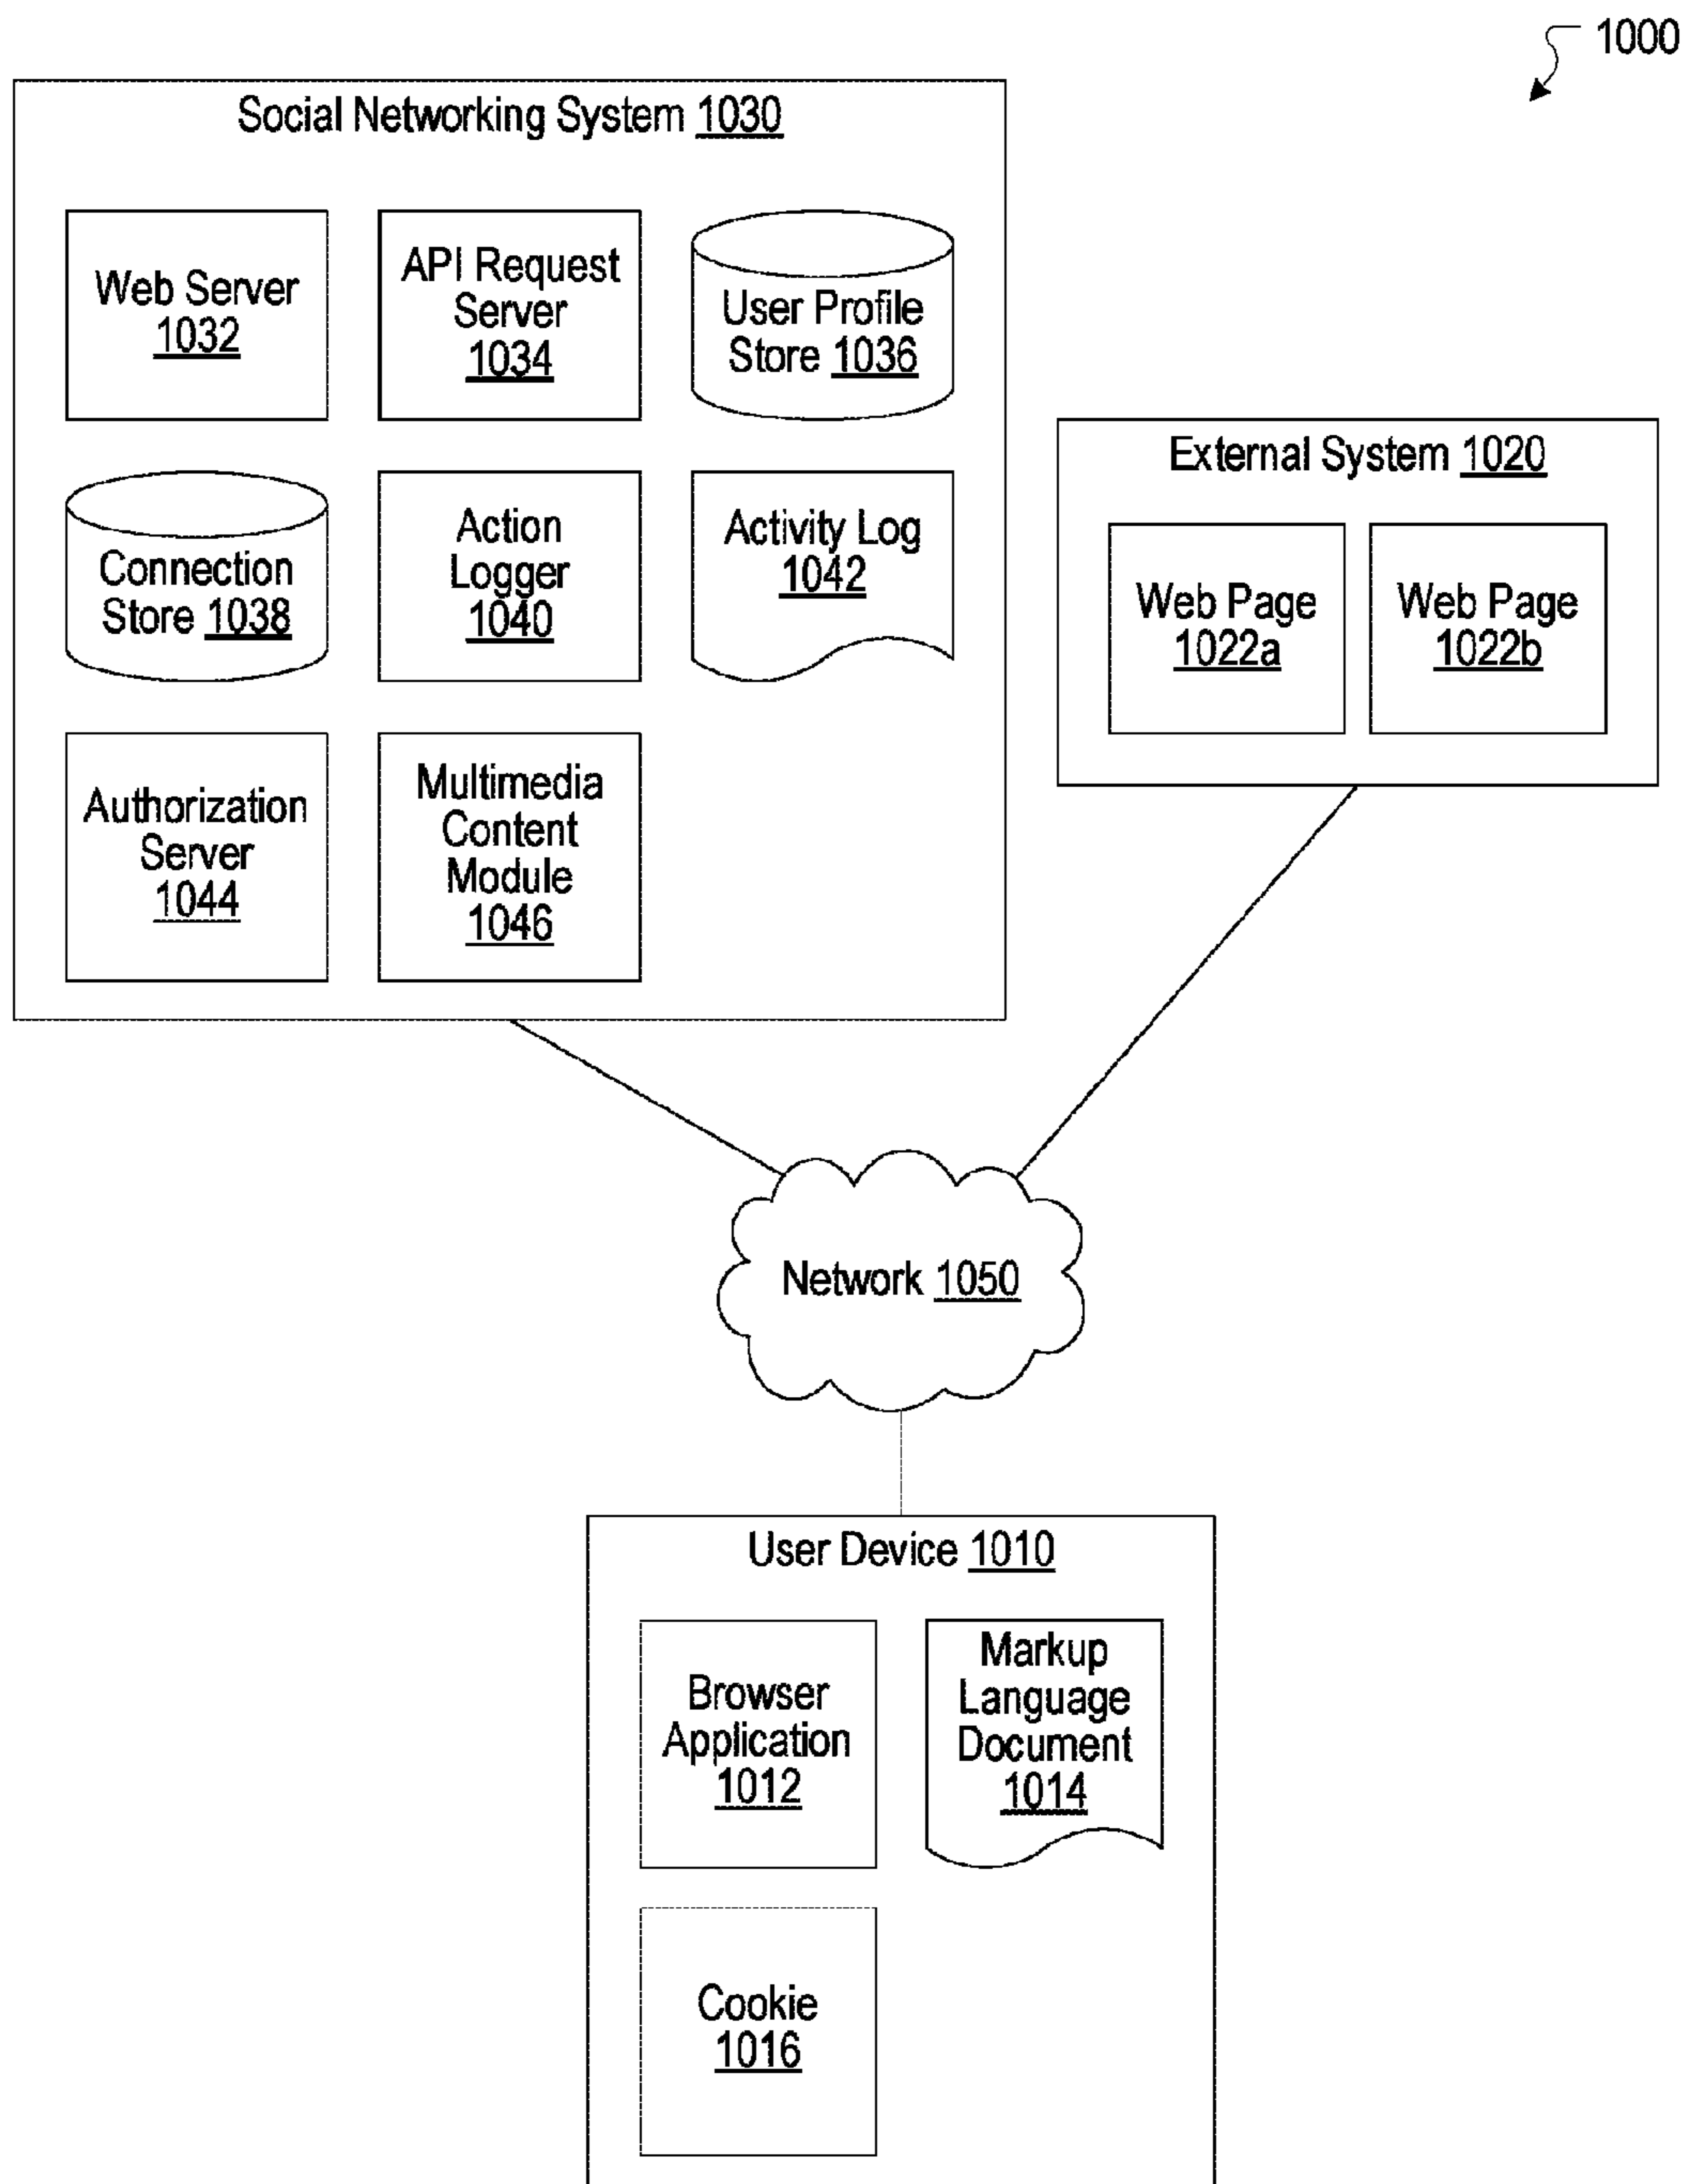 1000
Social Networking System 1030
Web Server
1032
API Request
Server
1034
User Profile
Store 1036
Connection
Store 1038
Action
Logger
1040
Activity Log
1042
Authorization
Server
1044
Multimedia
Content
Module
1046
External System 1020
Web Page
1022a
Web Page
1022b
Network 1050
User Device 1010
Browser
Application
1012
Markup
Language
Document
1014
Cookie
1016